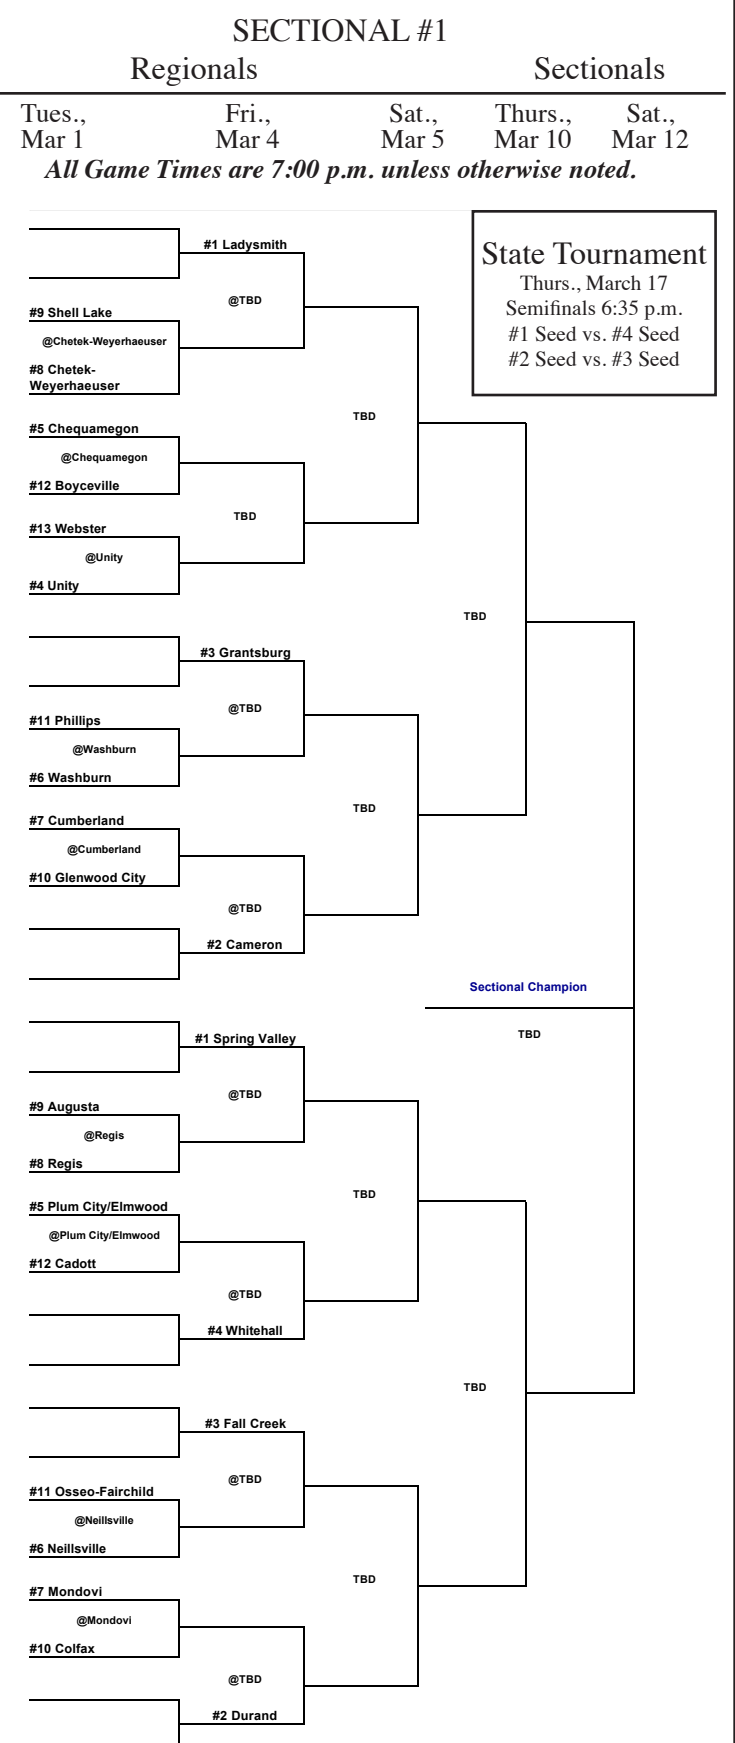 SECTIONAL #1
Regionals
Sectionals
Tues.,
Mar 1
Fri.,
Mar 4
Sat.,
Mar 5
Thurs.,
Mar 10
Sat.,
Mar 12
All Game Times are 7:00 p.m. unless otherwise noted.
State Tournament
Thurs., March 17
Semifinals 6:35 p.m.
#1 Seed vs. #4 Seed
#2 Seed vs. #3 Seed
#1 Ladysmith
@TBD
#9 Shell Lake
@Chetek-Weyerhaeuser
#8 Chetek-
Weyerhaeuser
TBD
#5 Chequamegon
@Chequamegon
#12 Boyceville
TBD
#13 Webster
@Unity
#4 Unity
TBD
#3 Grantsburg
@TBD
#11 Phillips
@Washburn
#6 Washburn
TBD
#7 Cumberland
@Cumberland
#10 Glenwood City
@TBD
#2 Cameron
Sectional Champion
TBD
#1 Spring Valley
@TBD
#9 Augusta
@Regis
#8 Regis
TBD
#5 Plum City/Elmwood
@Plum City/Elmwood
#12 Cadott
@TBD
#4 Whitehall
TBD
#3 Fall Creek
@TBD
#11 Osseo-Fairchild
@Neillsville
#6 Neillsville
TBD
#7 Mondovi
@Mondovi
#10 Colfax
@TBD
#2 Durand